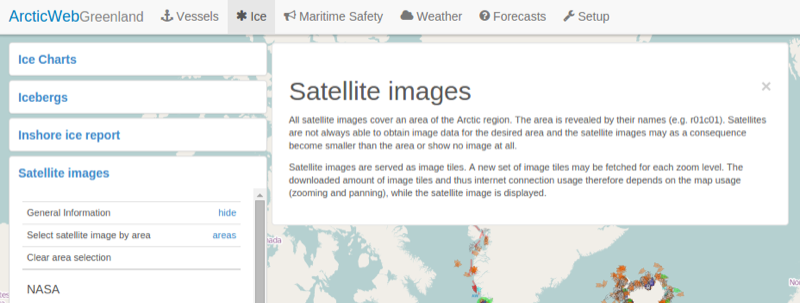 ArcticWebGreenland Vessels Ice Maritime Safety Weather Forecasts Setup
Ice Charts
Icebergs
Inshore ice report
Satellite images
General Information hide
Select satellite image by area areas
Clear area selection
NASA
Satellite images ×
All satellite images cover an area of the Arctic region. The area is revealed by their names (e.g. r01c01). Satellites
are not always able to obtain image data for the desired area and the satellite images may as a consequence
become smaller than the area or show no image at all.
Satellite images are served as image tiles. A new set of image tiles may be fetched for each zoom level. The
downloaded amount of image tiles and thus internet connection usage therefore depends on the map usage
(zooming and panning), while the satellite image is displayed.